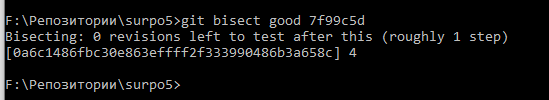 F:\Репозитории\surpo5>git bisect good 7f99c5d
Bisecting: 0 revisions left to test after this (roughly 1 step)
[0a6c1486fbc30e863effff2f333990486b3a658c] 4
F:\Репозитории\surpo5>